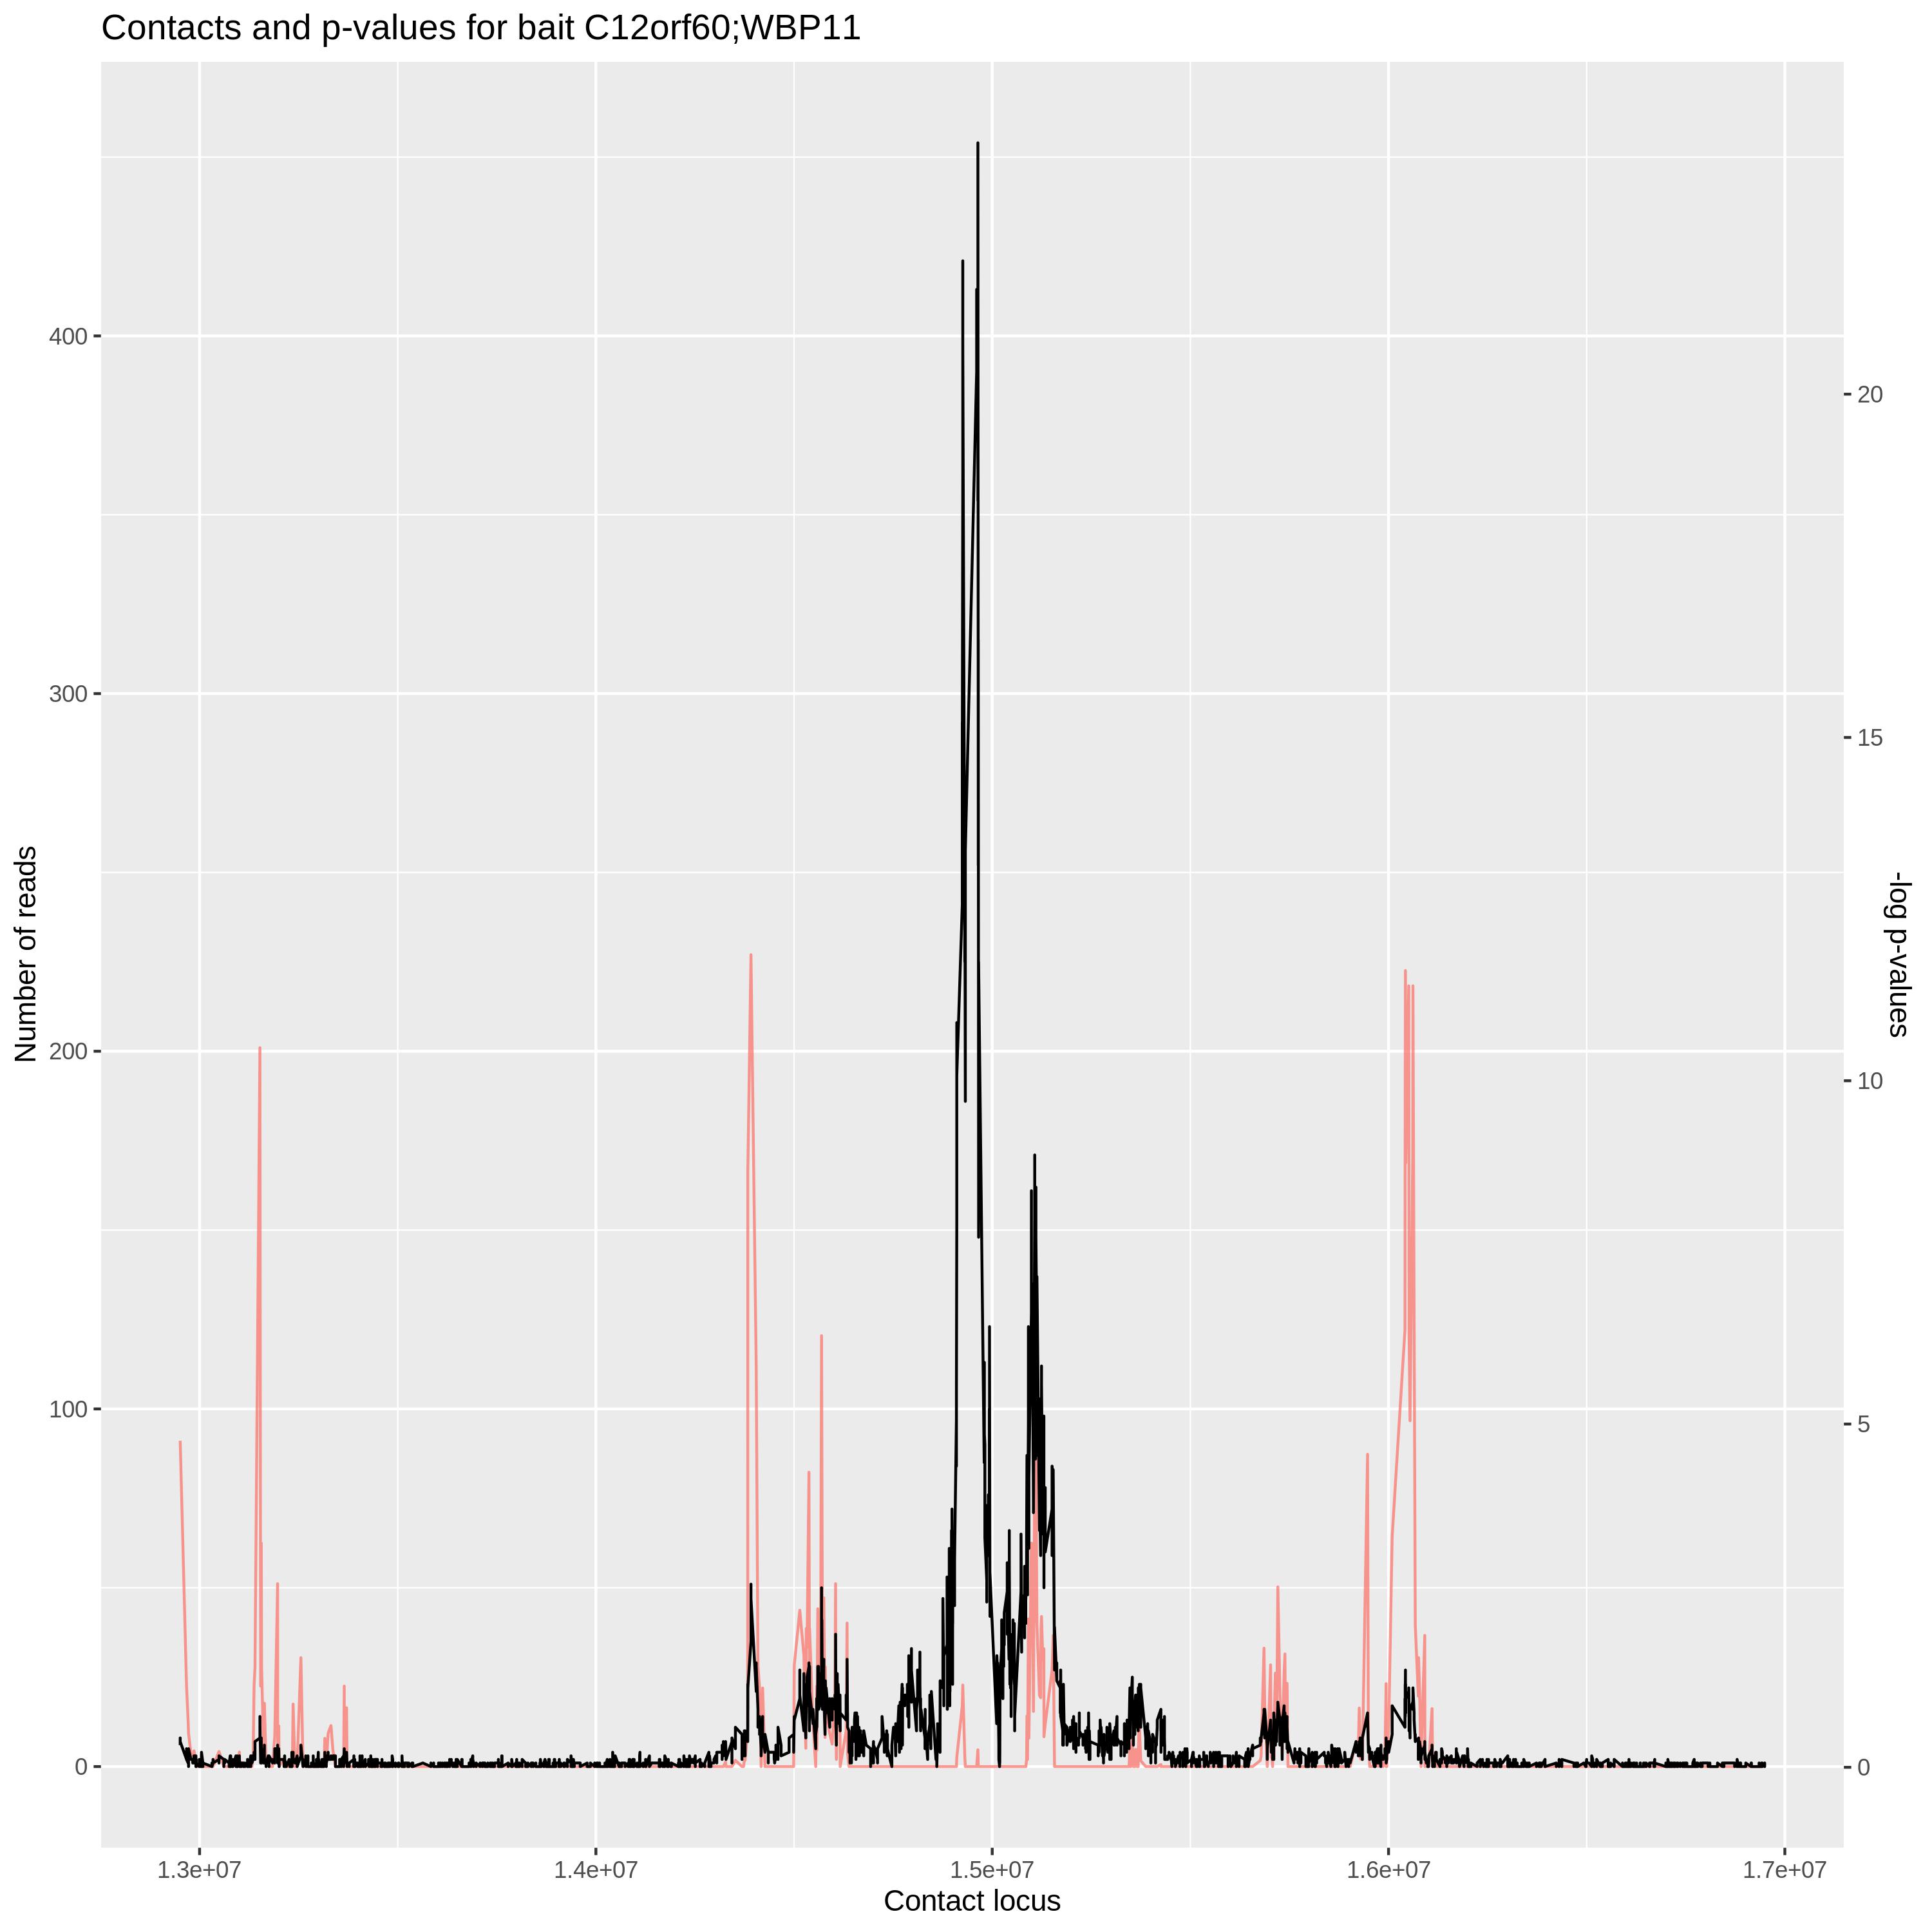 Contacts and p-values for bait C12orf60;WBP11
400
300
200
100
0
Number of reads
20
15
10
5
0
-log p-values
1.3e+07 1.4e+07 1.5e+07 1.6e+07 1.7e+07
Contact locus